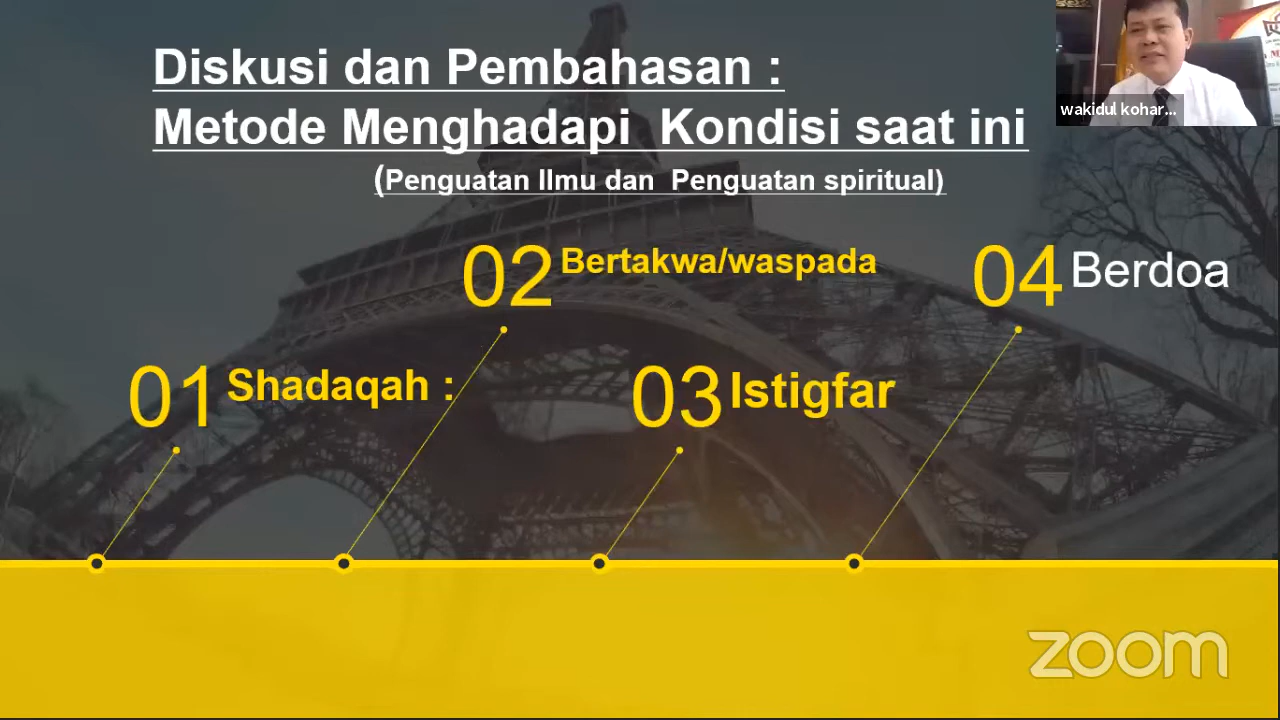 Diskusi dan Pembahasan :
Metode Menghadapi Kondisi saat ini
(Penguatan Ilmu dan Penguatan spiritual)
wakidul kohar...
01 Shadaqah :
02 Bertakwa/waspada
03 Istigfar
04 Berdoa
zoom